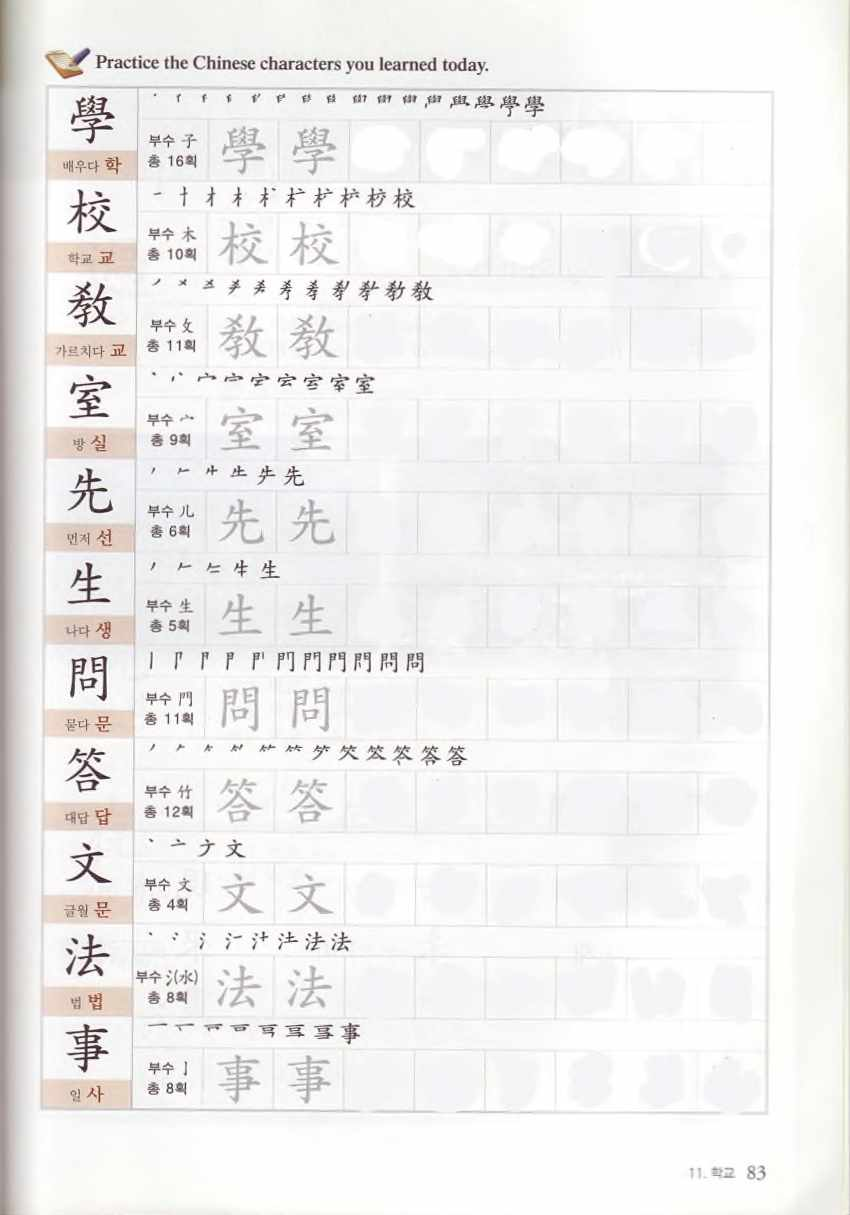 Practice the Chinese characters you learned today.
學
배우다 학
부수 子
총 16획
學 學
校
학교 교
부수 木
총 10획
校 校
敎
가르치다 교
부수 攵
총 11획
敎 敎
室
방 실
부수 宀
총 9획
室 室
先
먼저 선
부수 儿
총 6획
先 先
生
나다 생
부수 生
총 5획
生 生
問
묻다 문
부수 門
총 11획
問 問
答
대답 답
부수 竹
총 12획
答 答
文
글월 문
부수 文
총 4획
文 文
法
법 법
부수 氵(水)
총 8획
法 法
事
일 사
부수 亅
총 8획
事 事
11. 학교 83